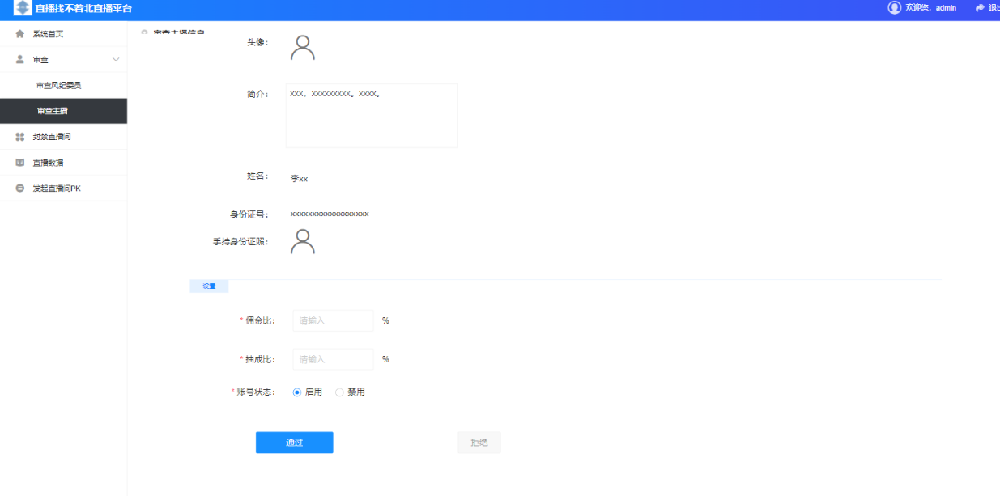 直播找不着北直播平台
欢迎您，admin
退出
系统首页
审查主播信息
头像：
审查
审查风纪委员
简介：
xxx，xxxxxxxxx。xxxx。
审查主播
封禁直播间
直播数据
姓名：
李xx
发起直播间PK
身份证号：
xxxxxxxxxxxxxxxxxx
手持身份证照：
设置
*佣金比：
请输入
%
*抽成比：
请输入
%
*账号状态：
启用
禁用
通过
拒绝